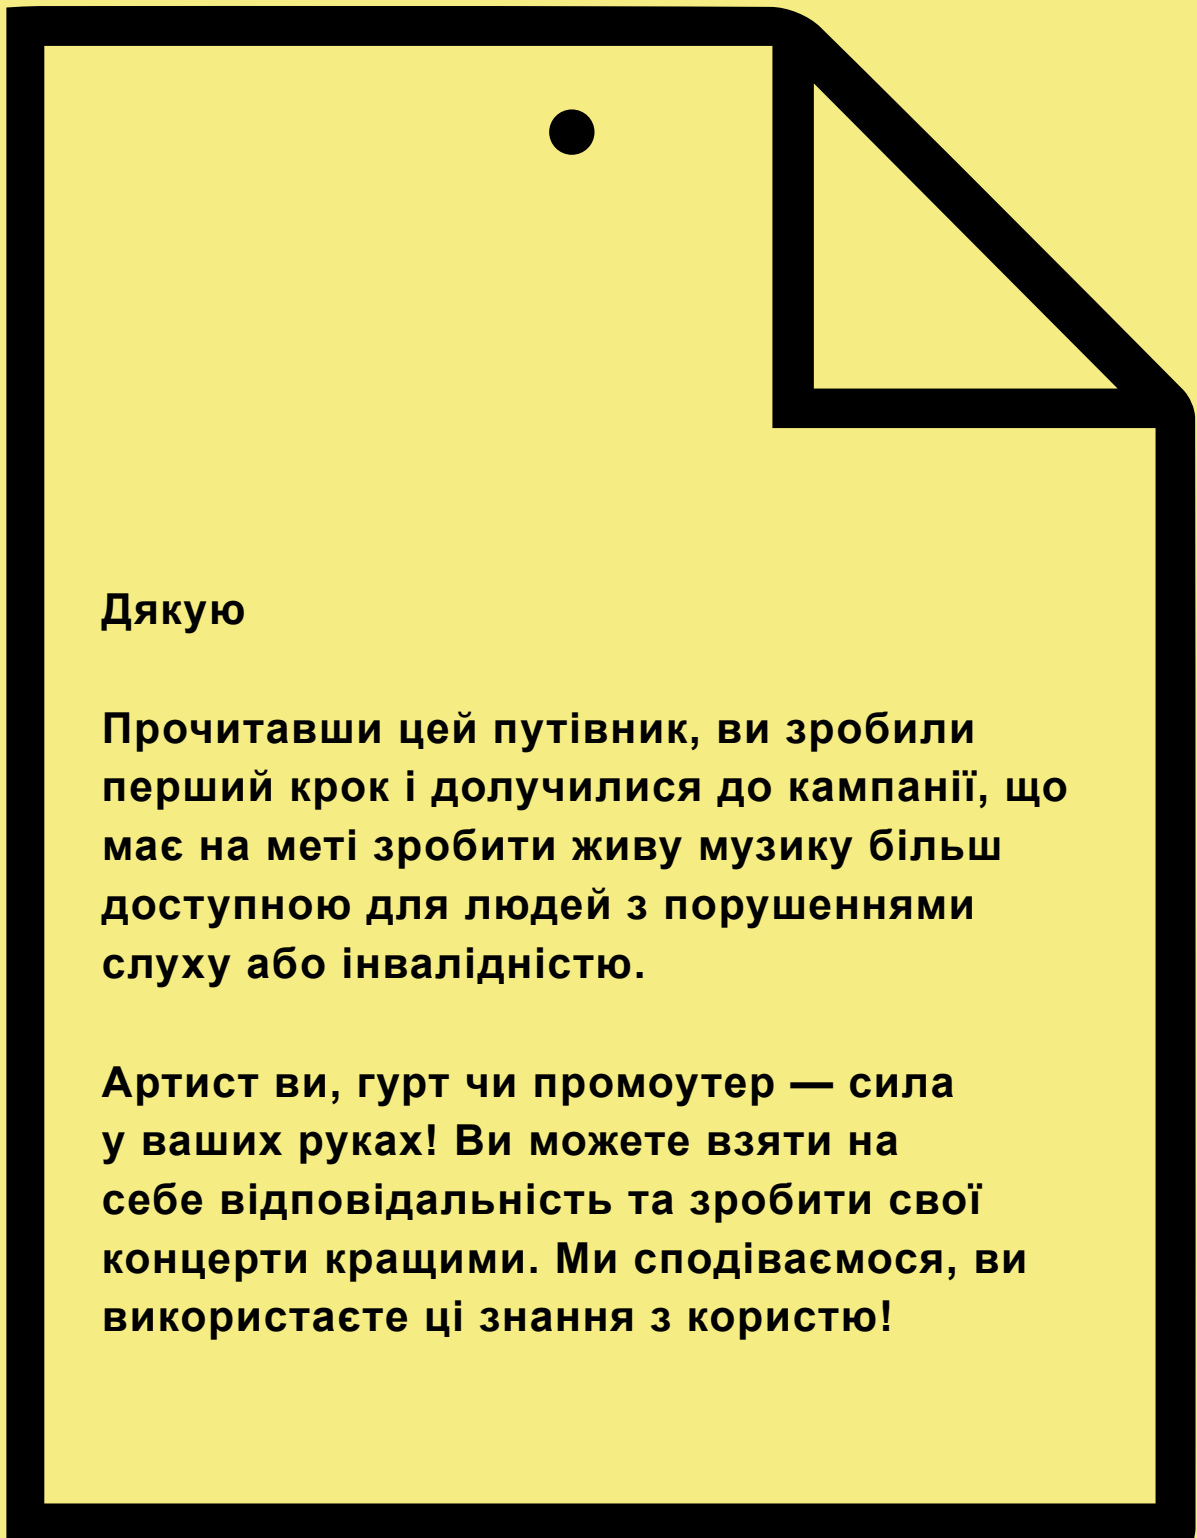 Дякую
Прочитавши цей путівник, ви зробили
перший крок і долучилися до кампанії, що
має на меті зробити живу музику більш
доступною для людей з порушеннями
слуху або інвалідністю.
Артист ви, гурт чи промоутер — сила
у ваших руках! Ви можете взяти на
себе відповідальність та зробити свої
концерти кращими. Ми сподіваємося, ви
використаєте ці знання з користю!